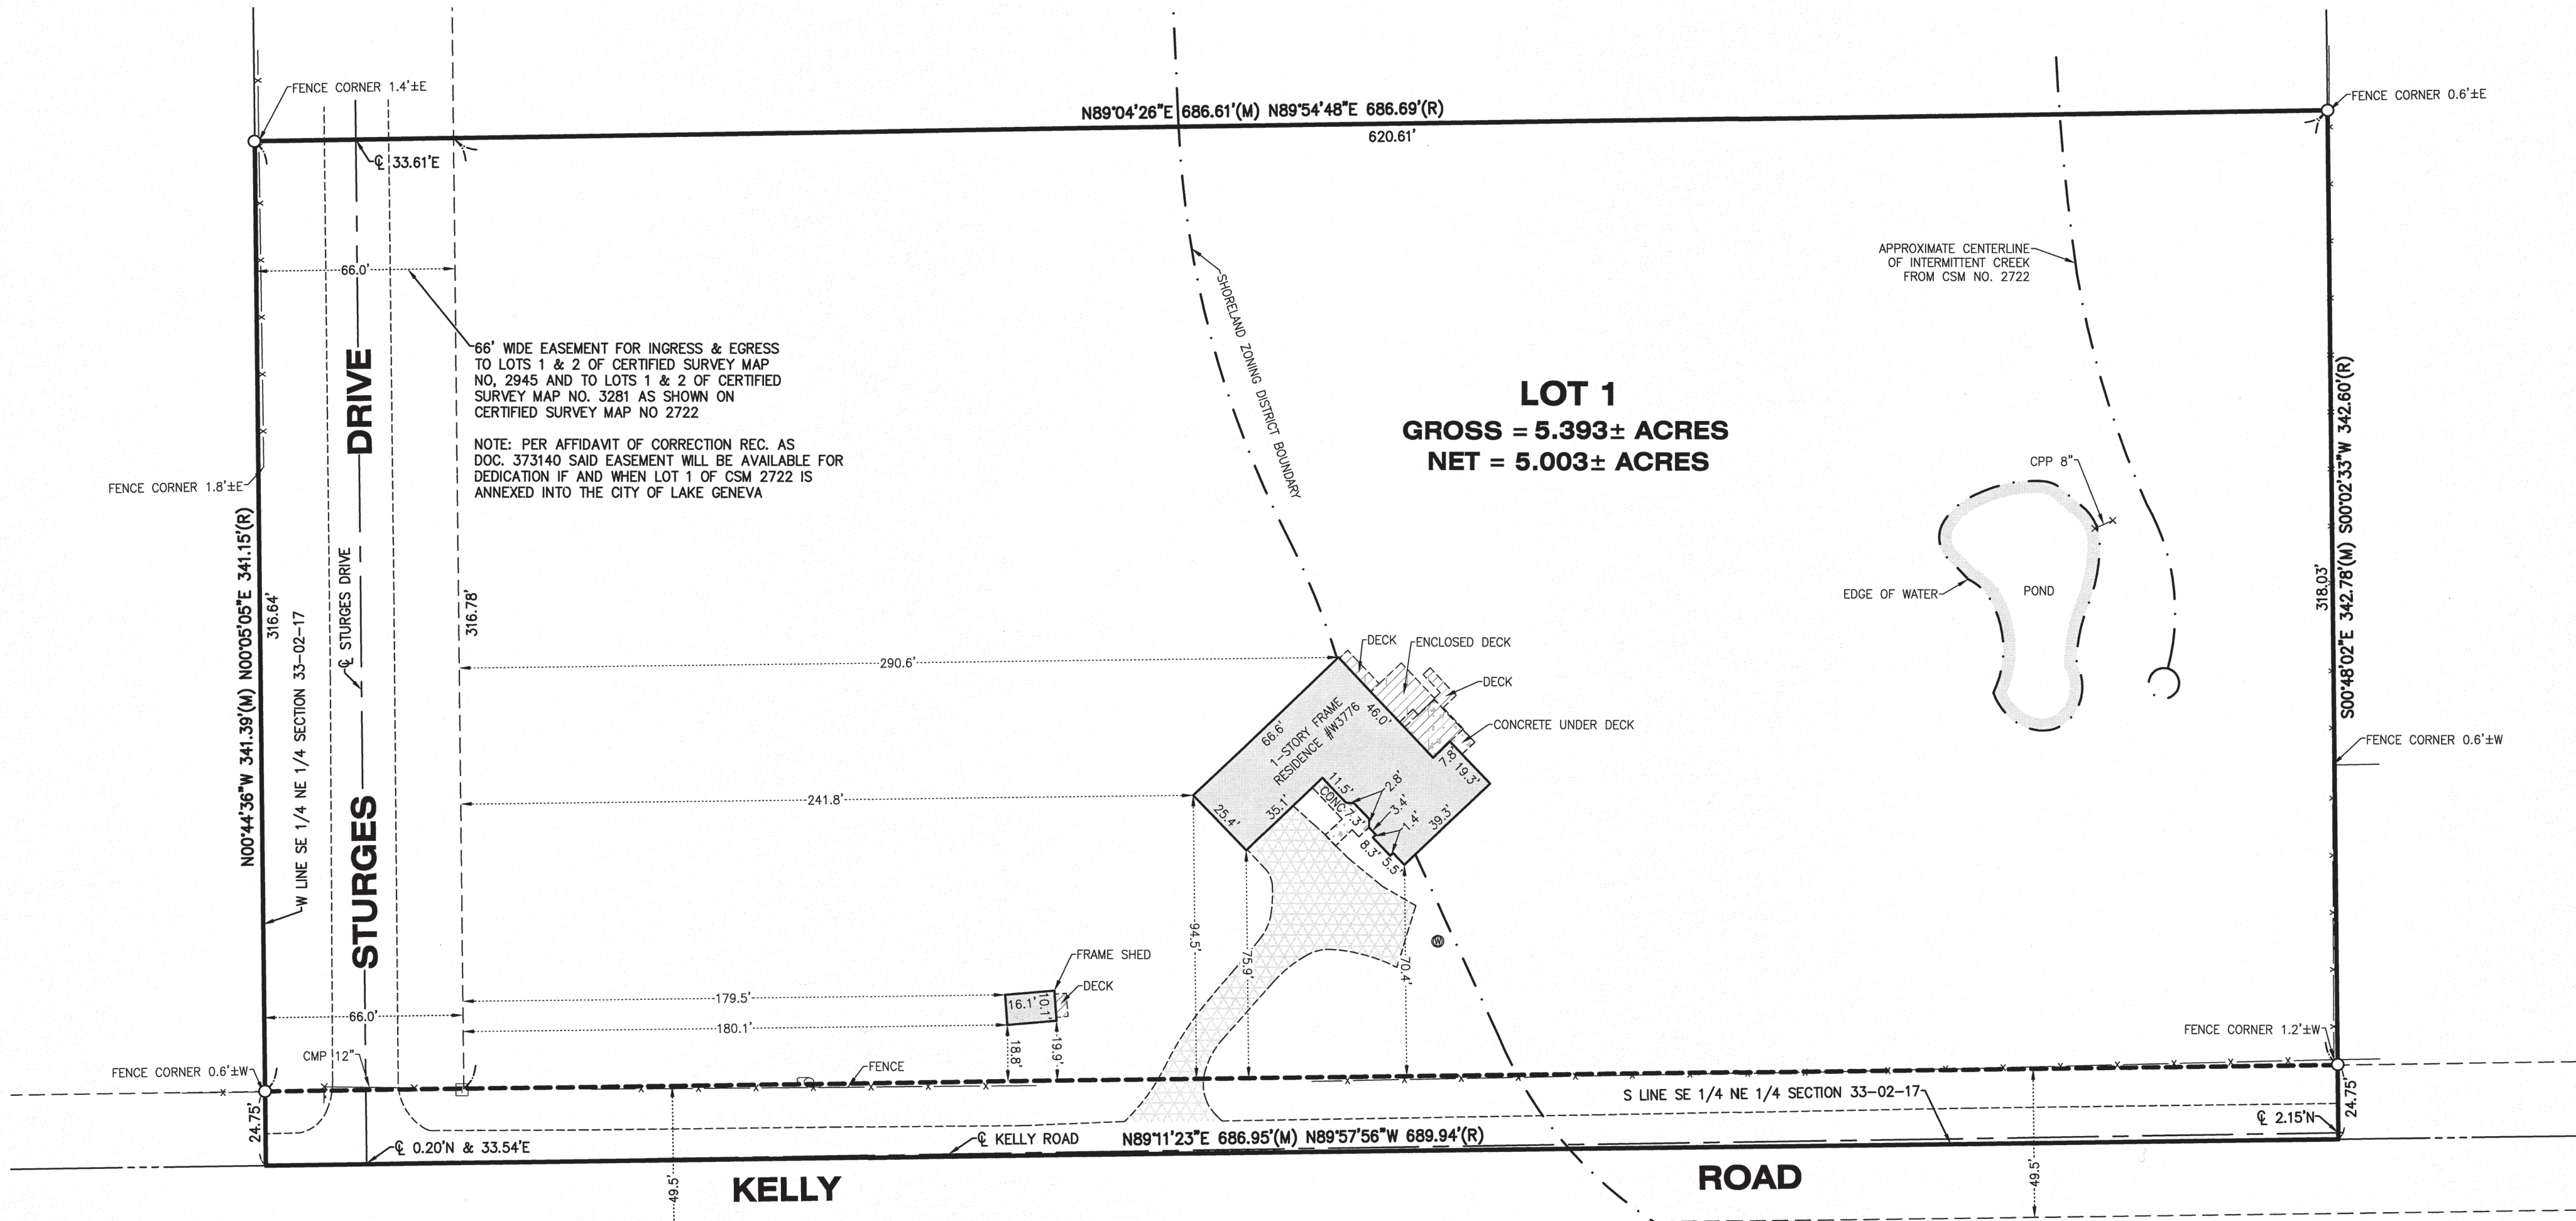 FENCE CORNER 1.4'±E
N89°04'26"E 686.61'(M) N89°54'48"E 686.69'(R)
620.61'
FENCE CORNER 0.6'±E
℄ 33.61'E
66.0'
APPROXIMATE CENTERLINE
OF INTERMITTENT CREEK
FROM CSM NO. 2722
SHORELAND ZONING DISTRICT BOUNDARY
66' WIDE EASEMENT FOR INGRESS & EGRESS
TO LOTS 1 & 2 OF CERTIFIED SURVEY MAP
NO, 2945 AND TO LOTS 1 & 2 OF CERTIFIED
SURVEY MAP NO. 3281 AS SHOWN ON
CERTIFIED SURVEY MAP NO 2722
NOTE: PER AFFIDAVIT OF CORRECTION REC. AS
DOC. 373140 SAID EASEMENT WILL BE AVAILABLE FOR
DEDICATION IF AND WHEN LOT 1 OF CSM 2722 IS
ANNEXED INTO THE CITY OF LAKE GENEVA
LOT 1
GROSS = 5.393± ACRES
NET = 5.003± ACRES
FENCE CORNER 1.8'±E
N00°44'36"W 341.39'(M) N00°05'05"E 341.15'(R)
316.64'
W LINE SE 1/4 NE 1/4 SECTION 33-02-17
℄ STURGES DRIVE
STURGES DRIVE
316.78'
CPP 8"
EDGE OF WATER
POND
318.03'
S00°48'02"E 342.78'(M) S00°02'33"W 342.60'(R)
FENCE CORNER 0.6'±W
290.6'
DECK
ENCLOSED DECK
DECK
CONCRETE UNDER DECK
66.6'
1-STORY FRAME
RESIDENCE #W3776
46.0'
7.8'
19.3'
241.8'
25.4'
35.1'
11.5'
CONC
7.3'
2.8'
3.4'
1.4'
8.3'
5.5'
39.3'
94.5'
75.9'
70.4'
W
FRAME SHED
DECK
179.5'
16.1'
10.1'
180.1'
18.8'
19.9'
66.0'
CMP 12"
FENCE CORNER 0.6'±W
FENCE
FENCE CORNER 1.2'±W
24.75'
S LINE SE 1/4 NE 1/4 SECTION 33-02-17
24.75'
℄ 2.15'N
℄ 0.20'N & 33.54'E
℄ KELLY ROAD
N89°11'23"E 686.95'(M) N89°57'56"W 689.94'(R)
49.5'
KELLY ROAD
49.5'